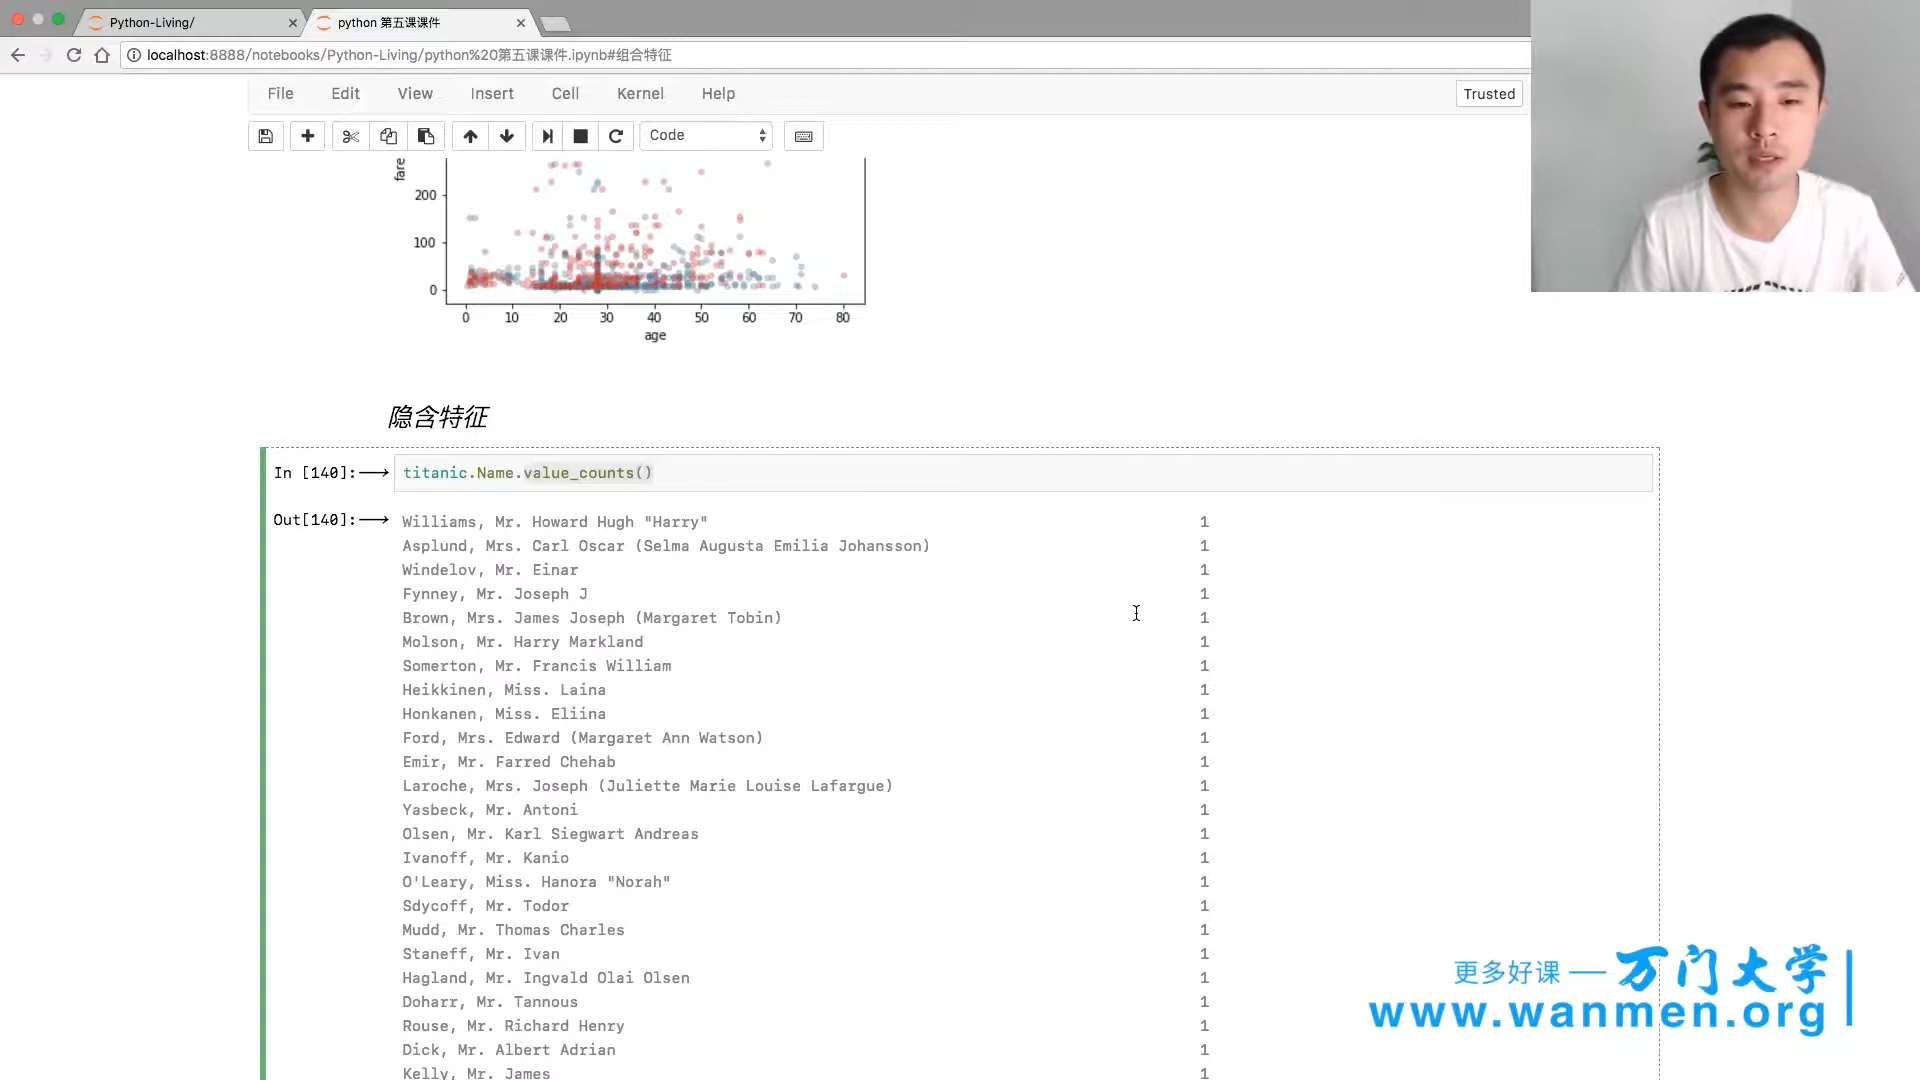 Python-Living/
python 第五课课件
localhost:8888/notebooks/Python-Living/python%20第五课课件.ipynb#组合特征
File Edit View Insert Cell Kernel Help
Trusted
Code
fare
200
100
0
0 10 20 30 40 50 60 70 80
age
隐含特征
In [140]: titanic.Name.value_counts()
Out[140]: Williams, Mr. Howard Hugh "Harry" 1
Asplund, Mrs. Carl Oscar (Selma Augusta Emilia Johansson) 1
Windelov, Mr. Einar 1
Fynney, Mr. Joseph J 1
Brown, Mrs. James Joseph (Margaret Tobin) 1
Molson, Mr. Harry Markland 1
Somerton, Mr. Francis William 1
Heikkinen, Miss. Laina 1
Honkanen, Miss. Eliina 1
Ford, Mrs. Edward (Margaret Ann Watson) 1
Emir, Mr. Farred Chehab 1
Laroche, Mrs. Joseph (Juliette Marie Louise Lafargue) 1
Yasbeck, Mr. Antoni 1
Olsen, Mr. Karl Siegwart Andreas 1
Ivanoff, Mr. Kanio 1
O'Leary, Miss. Hanora "Norah" 1
Sdycoff, Mr. Todor 1
Mudd, Mr. Thomas Charles 1
Staneff, Mr. Ivan 1
Hagland, Mr. Ingvald Olai Olsen 1
Doharr, Mr. Tannous 1
Rouse, Mr. Richard Henry 1
Dick, Mr. Albert Adrian 1
Kelly, Mr. James 1
更多好课 — 万门大学
www.wanmen.org